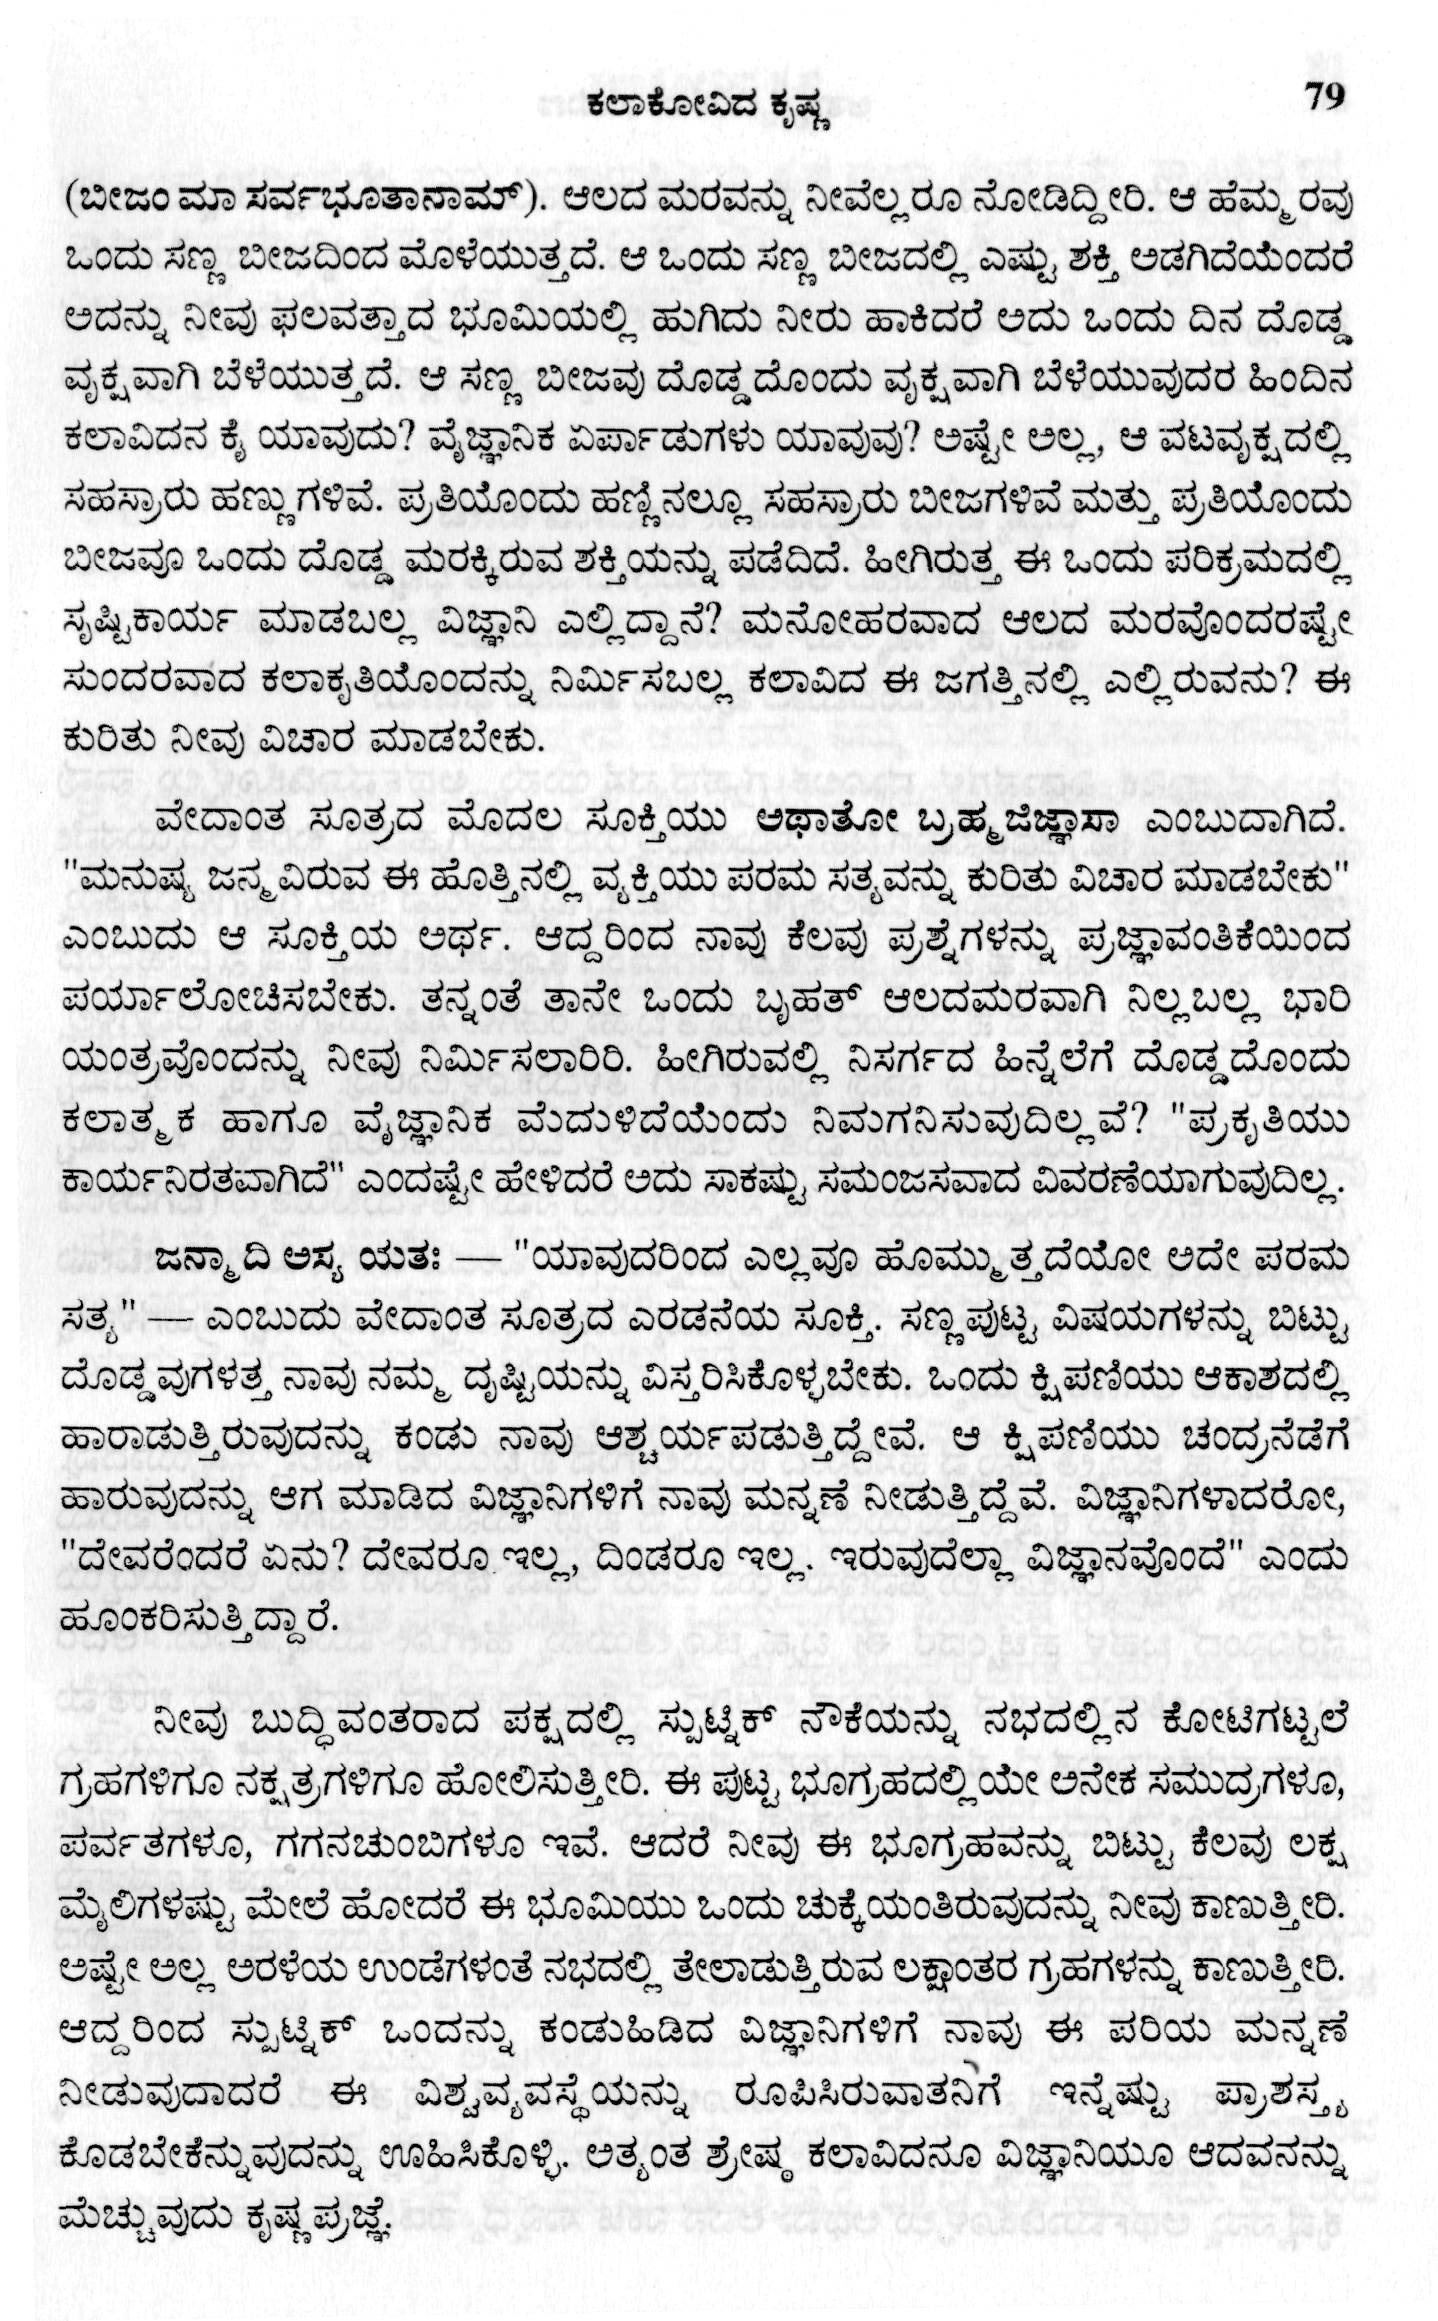 ಕಲಾಕೋವಿದ ಕೃಷ್ಣ 79
(ಬೀಜಂ ಮಾ ಸರ್ವಭೂತಾನಾಮ್). ಆಲದ ಮರವನ್ನು ನೀವೆಲ್ಲರೂ ನೋಡಿದ್ದೀರಿ. ಆ ಹೆಮ್ಮರವು
ಒಂದು ಸಣ್ಣ ಬೀಜದಿಂದ ಮೊಳೆಯುತ್ತದೆ. ಆ ಒಂದು ಸಣ್ಣ ಬೀಜದಲ್ಲಿ ಎಷ್ಟು ಶಕ್ತಿ ಅಡಗಿದೆಯೆಂದರೆ
ಅದನ್ನು ನೀವು ಫಲವತ್ತಾದ ಭೂಮಿಯಲ್ಲಿ ಹುಗಿದು ನೀರು ಹಾಕಿದರೆ ಅದು ಒಂದು ದಿನ ದೊಡ್ಡ
ವೃಕ್ಷವಾಗಿ ಬೆಳೆಯುತ್ತದೆ. ಆ ಸಣ್ಣ ಬೀಜವು ದೊಡ್ಡದೊಂದು ವೃಕ್ಷವಾಗಿ ಬೆಳೆಯುವುದರ ಹಿಂದಿನ
ಕಲಾವಿದನ ಕೈ ಯಾವುದು? ವೈಜ್ಞಾನಿಕ ಏರ್ಪಾಡುಗಳು ಯಾವುವು? ಅಷ್ಟೇ ಅಲ್ಲ, ಆ ವಟವೃಕ್ಷದಲ್ಲಿ
ಸಹಸ್ರಾರು ಹಣ್ಣುಗಳಿವೆ. ಪ್ರತಿಯೊಂದು ಹಣ್ಣಿನಲ್ಲೂ ಸಹಸ್ರಾರು ಬೀಜಗಳಿವೆ ಮತ್ತು ಪ್ರತಿಯೊಂದು
ಬೀಜವೂ ಒಂದು ದೊಡ್ಡ ಮರಕ್ಕಿರುವ ಶಕ್ತಿಯನ್ನು ಪಡೆದಿದೆ. ಹೀಗಿರುತ್ತ ಈ ಒಂದು ಪರಿಕ್ರಮದಲ್ಲಿ
ಸೃಷ್ಟಿಕಾರ್ಯ ಮಾಡಬಲ್ಲ ವಿಜ್ಞಾನಿ ಎಲ್ಲಿದ್ದಾನೆ? ಮನೋಹರವಾದ ಆಲದ ಮರವೊಂದರಷ್ಟೇ
ಸುಂದರವಾದ ಕಲಾಕೃತಿಯೊಂದನ್ನು ನಿರ್ಮಿಸಬಲ್ಲ ಕಲಾವಿದ ಈ ಜಗತ್ತಿನಲ್ಲಿ ಎಲ್ಲಿರುವನು? ಈ
ಕುರಿತು ನೀವು ವಿಚಾರ ಮಾಡಬೇಕು.
ವೇದಾಂತ ಸೂತ್ರದ ಮೊದಲ ಸೂಕ್ತಿಯು ಅಥಾತೋ ಬ್ರಹ್ಮಜಿಜ್ಞಾಸಾ ಎಂಬುದಾಗಿದೆ.
"ಮನುಷ್ಯ ಜನ್ಮವಿರುವ ಈ ಹೊತ್ತಿನಲ್ಲಿ ವ್ಯಕ್ತಿಯು ಪರಮ ಸತ್ಯವನ್ನು ಕುರಿತು ವಿಚಾರ ಮಾಡಬೇಕು"
ಎಂಬುದು ಆ ಸೂಕ್ತಿಯ ಅರ್ಥ. ಆದ್ದರಿಂದ ನಾವು ಕೆಲವು ಪ್ರಶ್ನೆಗಳನ್ನು ಪ್ರಜ್ಞಾವಂತಿಕೆಯಿಂದ
ಪರ್ಯಾಲೋಚಿಸಬೇಕು. ತನ್ನಂತೆ ತಾನೇ ಒಂದು ಬೃಹತ್ ಆಲದಮರವಾಗಿ ನಿಲ್ಲಬಲ್ಲ ಭಾರಿ
ಯಂತ್ರವೊಂದನ್ನು ನೀವು ನಿರ್ಮಿಸಲಾರಿರಿ. ಹೀಗಿರುವಲ್ಲಿ ನಿಸರ್ಗದ ಹಿನ್ನೆಲೆಗೆ ದೊಡ್ಡದೊಂದು
ಕಲಾತ್ಮಕ ಹಾಗೂ ವೈಜ್ಞಾನಿಕ ಮೆದುಳಿದೆಯೆಂದು ನಿಮಗನಿಸುವುದಿಲ್ಲವೆ? "ಪ್ರಕೃತಿಯು
ಕಾರ್ಯನಿರತವಾಗಿದೆ" ಎಂದಷ್ಟೇ ಹೇಳಿದರೆ ಅದು ಸಾಕಷ್ಟು ಸಮಂಜಸವಾದ ವಿವರಣೆಯಾಗುವುದಿಲ್ಲ.
ಜನ್ಮಾದಿ ಅಸ್ಯ ಯತಃ — "ಯಾವುದರಿಂದ ಎಲ್ಲವೂ ಹೊಮ್ಮುತ್ತದೆಯೋ ಅದೇ ಪರಮ
ಸತ್ಯ" — ಎಂಬುದು ವೇದಾಂತ ಸೂತ್ರದ ಎರಡನೆಯ ಸೂಕ್ತಿ. ಸಣ್ಣಪುಟ್ಟ ವಿಷಯಗಳನ್ನು ಬಿಟ್ಟು
ದೊಡ್ಡವುಗಳತ್ತ ನಾವು ನಮ್ಮ ದೃಷ್ಟಿಯನ್ನು ವಿಸ್ತರಿಸಿಕೊಳ್ಳಬೇಕು. ಒಂದು ಕ್ಷಿಪಣಿಯು ಆಕಾಶದಲ್ಲಿ
ಹಾರಾಡುತ್ತಿರುವುದನ್ನು ಕಂಡು ನಾವು ಆಶ್ಚರ್ಯಪಡುತ್ತಿದ್ದೇವೆ. ಆ ಕ್ಷಿಪಣಿಯು ಚಂದ್ರನೆಡೆಗೆ
ಹಾರುವುದನ್ನು ಆಗ ಮಾಡಿದ ವಿಜ್ಞಾನಿಗಳಿಗೆ ನಾವು ಮನ್ನಣೆ ನೀಡುತ್ತಿದ್ದೆವೆ. ವಿಜ್ಞಾನಿಗಳಾದರೋ,
"ದೇವರೆಂದರೆ ಏನು? ದೇವರೂ ಇಲ್ಲ, ದಿಂಡರೂ ಇಲ್ಲ. ಇರುವುದೆಲ್ಲಾ ವಿಜ್ಞಾನವೊಂದೆ" ಎಂದು
ಹೂಂಕರಿಸುತ್ತಿದ್ದಾರೆ.
ನೀವು ಬುದ್ಧಿವಂತರಾದ ಪಕ್ಷದಲ್ಲಿ ಸ್ಪುಟ್ನಿಕ್ ನೌಕೆಯನ್ನು ನಭದಲ್ಲಿನ ಕೋಟಿಗಟ್ಟಲೆ
ಗ್ರಹಗಳಿಗೂ ನಕ್ಷತ್ರಗಳಿಗೂ ಹೋಲಿಸುತ್ತೀರಿ. ಈ ಪುಟ್ಟ ಭೂಗ್ರಹದಲ್ಲಿಯೇ ಅನೇಕ ಸಮುದ್ರಗಳೂ,
ಪರ್ವತಗಳೂ, ಗಗನಚುಂಬಿಗಳೂ ಇವೆ. ಆದರೆ ನೀವು ಈ ಭೂಗ್ರಹವನ್ನು ಬಿಟ್ಟು ಕೆಲವು ಲಕ್ಷ
ಮೈಲಿಗಳಷ್ಟು ಮೇಲೆ ಹೋದರೆ ಈ ಭೂಮಿಯು ಒಂದು ಚುಕ್ಕೆಯಂತಿರುವುದನ್ನು ನೀವು ಕಾಣುತ್ತೀರಿ.
ಅಷ್ಟೇ ಅಲ್ಲ ಅರಳೆಯ ಉಂಡೆಗಳಂತೆ ನಭದಲ್ಲಿ ತೇಲಾಡುತ್ತಿರುವ ಲಕ್ಷಾಂತರ ಗ್ರಹಗಳನ್ನು ಕಾಣುತ್ತೀರಿ.
ಆದ್ದರಿಂದ ಸ್ಪುಟ್ನಿಕ್ ಒಂದನ್ನು ಕಂಡುಹಿಡಿದ ವಿಜ್ಞಾನಿಗಳಿಗೆ ನಾವು ಈ ಪರಿಯ ಮನ್ನಣೆ
ನೀಡುವುದಾದರೆ ಈ ವಿಶ್ವವ್ಯವಸ್ಥೆಯನ್ನು ರೂಪಿಸಿರುವಾತನಿಗೆ ಇನ್ನೆಷ್ಟು ಪ್ರಾಶಸ್ತ್ಯ
ಕೊಡಬೇಕೆನ್ನುವುದನ್ನು ಊಹಿಸಿಕೊಳ್ಳಿ. ಅತ್ಯಂತ ಶ್ರೇಷ್ಠ ಕಲಾವಿದನೂ ವಿಜ್ಞಾನಿಯೂ ಆದವನನ್ನು
ಮೆಚ್ಚುವುದು ಕೃಷ್ಣಪ್ರಜ್ಞೆ.